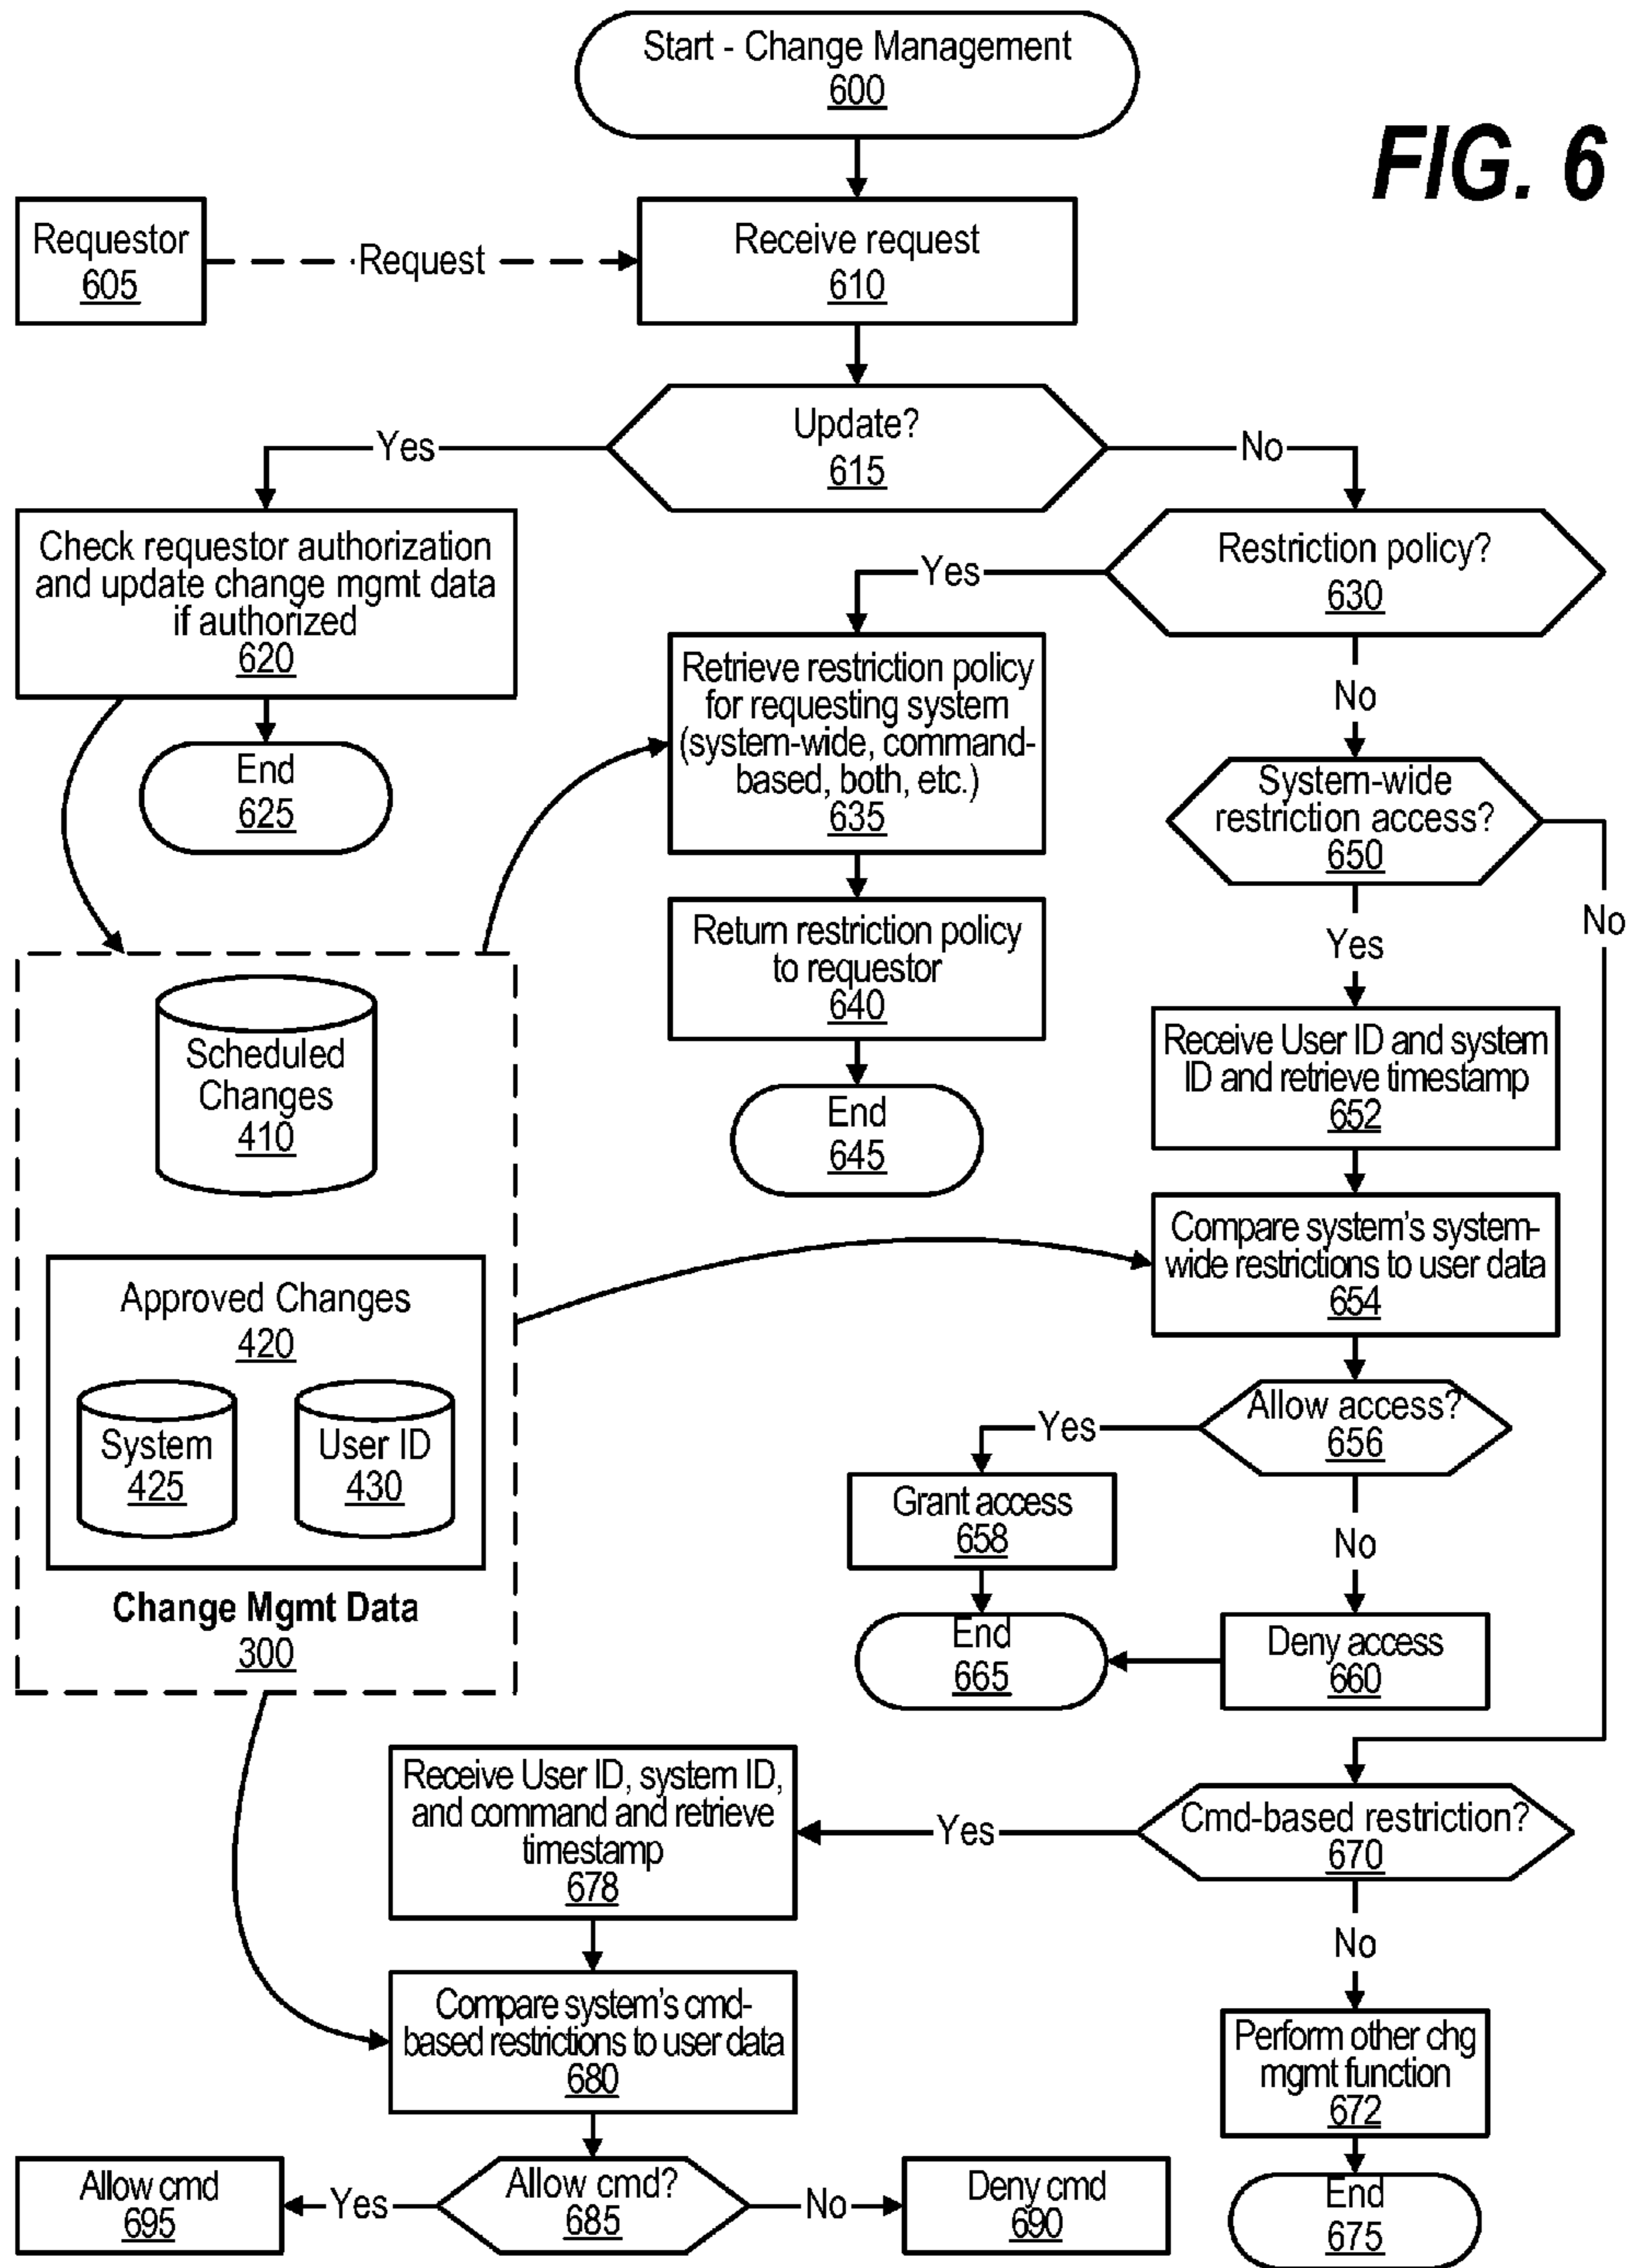 Start - Change Management
600
FIG. 6
Requestor
605
Request
Receive request
610
Update?
615
Yes
No
Check requestor authorization
and update change mgmt data
if authorized
620
End
625
Restriction policy?
630
Yes
No
Retrieve restriction policy
for requesting system
(system-wide, command-
based, both, etc.)
635
Return restriction policy
to requestor
640
End
645
System-wide
restriction access?
650
No
Yes
Receive User ID and system
ID and retrieve timestamp
652
Compare system's system-
wide restrictions to user data
654
Allow access?
656
Yes
No
Grant access
658
Deny access
660
End
665
Scheduled
Changes
410
Approved Changes
420
System
425
User ID
430
Change Mgmt Data
300
Cmd-based restriction?
670
Yes
No
Receive User ID, system ID,
and command and retrieve
timestamp
678
Compare system's cmd-
based restrictions to user data
680
Perform other chg
mgmt function
672
End
675
Allow cmd?
685
Yes
No
Allow cmd
695
Deny cmd
690